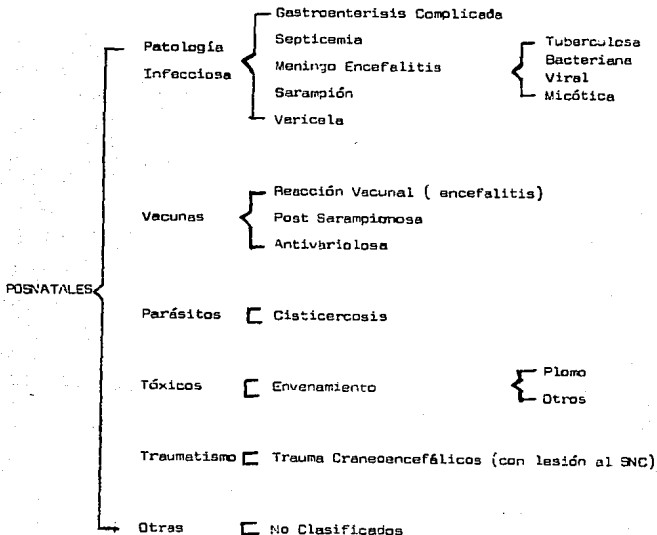 Gastroenterisis Complicada
Patología
Infecciosa
Septicemia
Meningo Encefalitis
Sarampión
Varicela
Tuberculosa
Bacteriana
Viral
Micótica
Vacunas
Reacción Vacunal ( encefalitis)
Post Sarampionosa
Antivariolosa
POSNATALES
Parásitos
Cisticercosis
Tóxicos
Envenamiento
Plomo
Otros
Traumatismo
Trauma Craneoencefálicos (con lesión al SNC)
Otras
No Clasificados